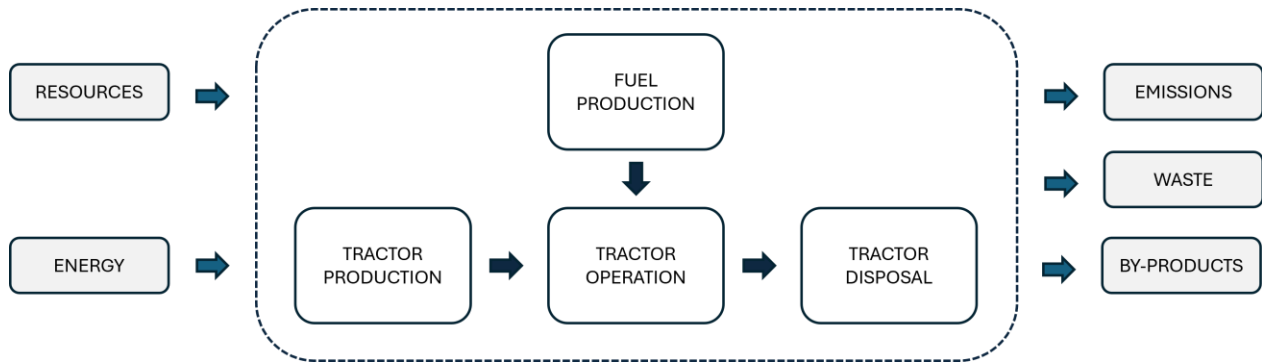 RESOURCES
ENERGY
FUEL
PRODUCTION
TRACTOR
PRODUCTION
TRACTOR
OPERATION
TRACTOR
DISPOSAL
EMISSIONS
WASTE
BY-PRODUCTS